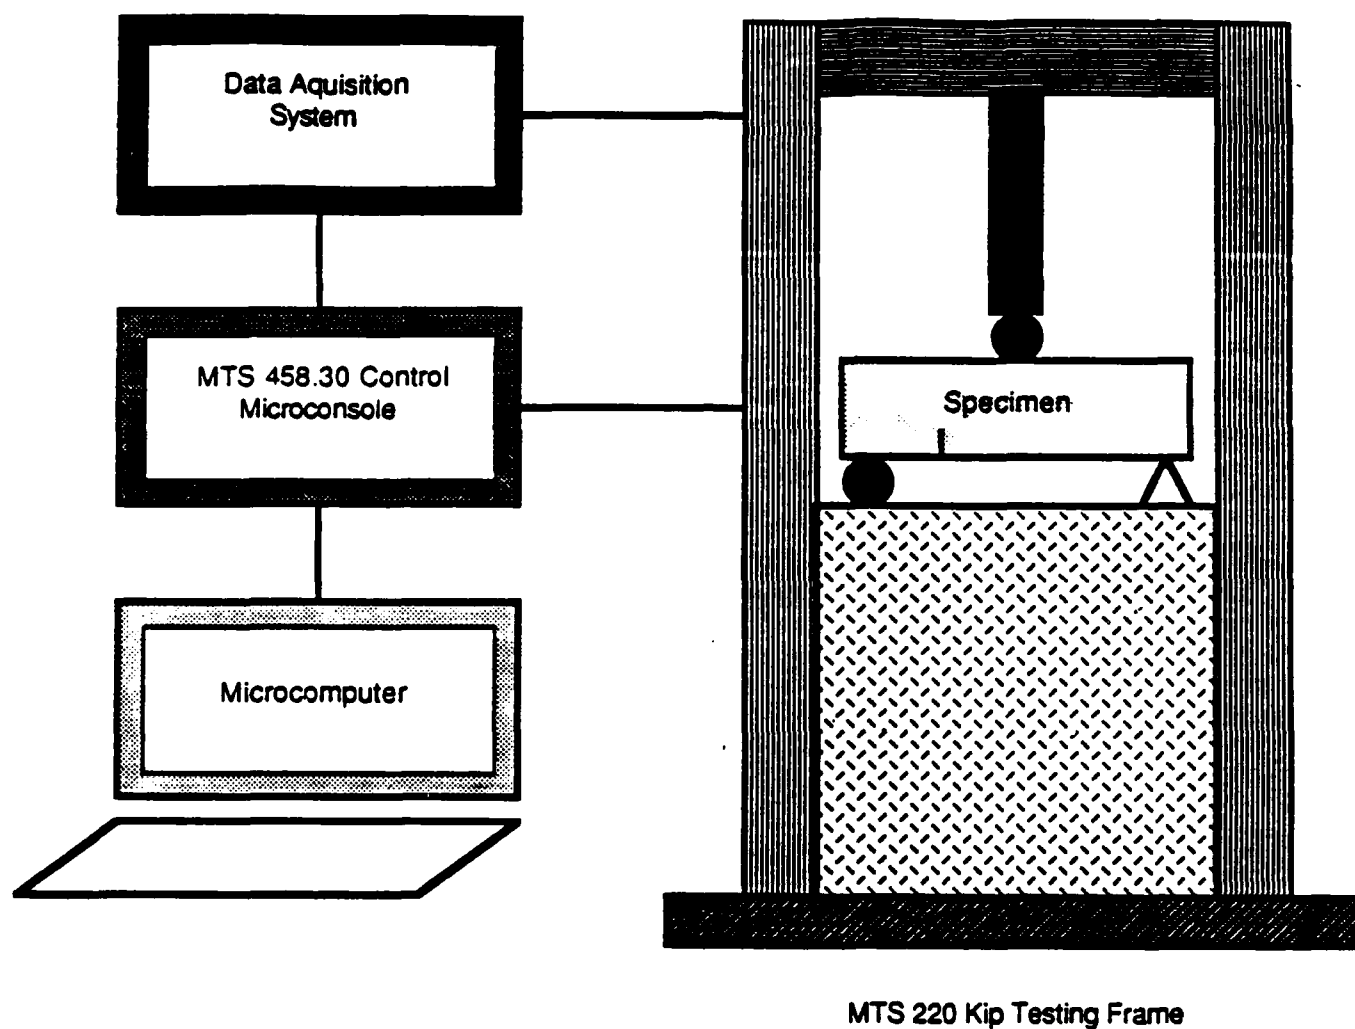 Data Aquisition
System
MTS 458.30 Control
Microconsole
Specimen
Microcomputer
MTS 220 Kip Testing Frame